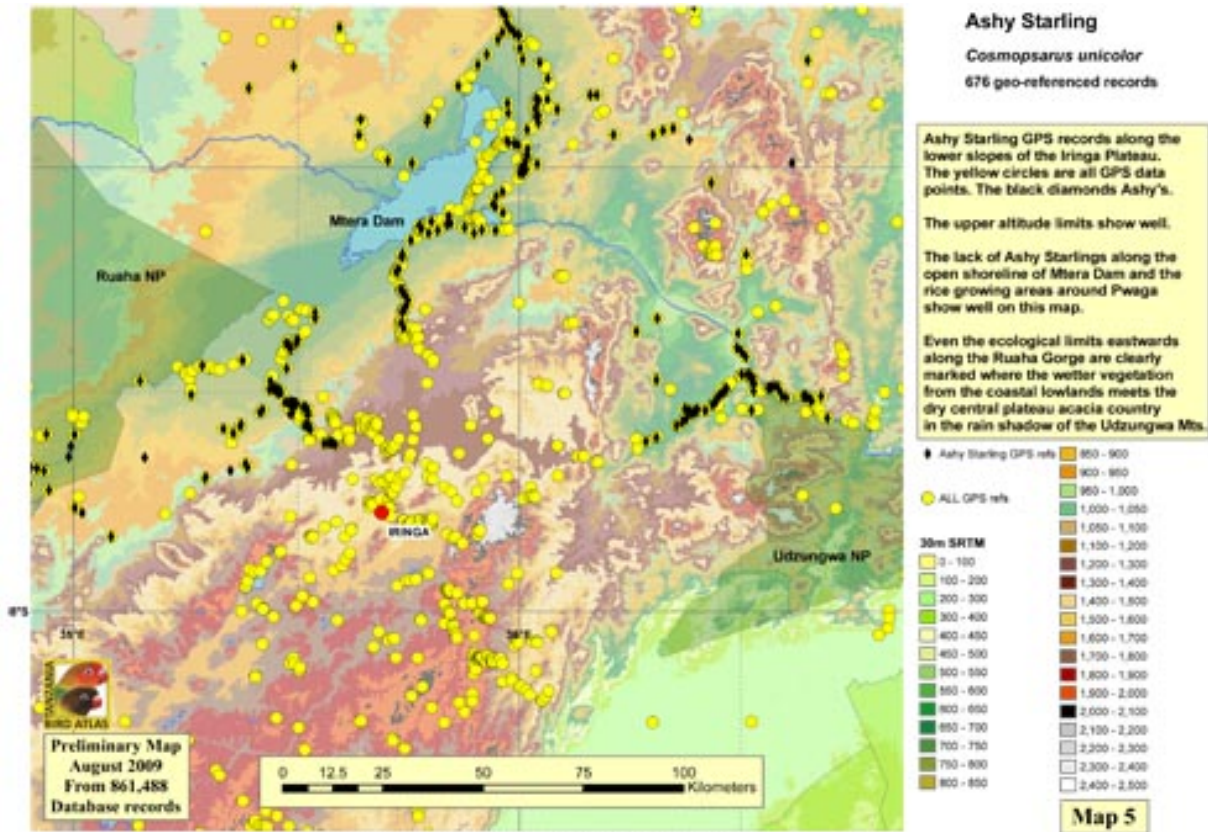 Ashy Starling
Cosmopsarus unicolor
676 geo-referenced records
Ashy Starling GPS records along the
lower slopes of the Iringa Plateau.
The yellow circles are all GPS data
points. The black diamonds Ashy's.
The upper altitude limits show well.
The lack of Ashy Starlings along the
open shoreline of Mtera Dam and the
rice growing areas around Pwaga
show well on this map.
Even the ecological limits eastwards
along the Ruaha Gorge are clearly
marked where the wetter vegetation
from the coastal lowlands meets the
dry central plateau acacia country
in the rain shadow of the Udzungwa Mts.
Mtera Dam
Ruaha NP
IRINGA
Udzungwa NP
8°S
36°E
Ashy Starling GPS refs
ALL GPS refs
30m SRTM
0 - 100
100 - 200
200 - 300
300 - 400
400 - 450
450 - 500
500 - 550
550 - 600
600 - 650
650 - 700
700 - 750
750 - 800
800 - 850
850 - 900
900 - 950
950 - 1,000
1,000 - 1,050
1,050 - 1,100
1,100 - 1,200
1,200 - 1,300
1,300 - 1,400
1,400 - 1,500
1,500 - 1,600
1,600 - 1,700
1,700 - 1,800
1,800 - 1,900
1,900 - 2,000
2,000 - 2,100
2,100 - 2,200
2,200 - 2,300
2,300 - 2,400
2,400 - 2,500
TANZANIA
BIRD ATLAS
Preliminary Map
August 2009
From 861,488
Database records
0 12.5 25 50 75 100
Kilometers
Map 5